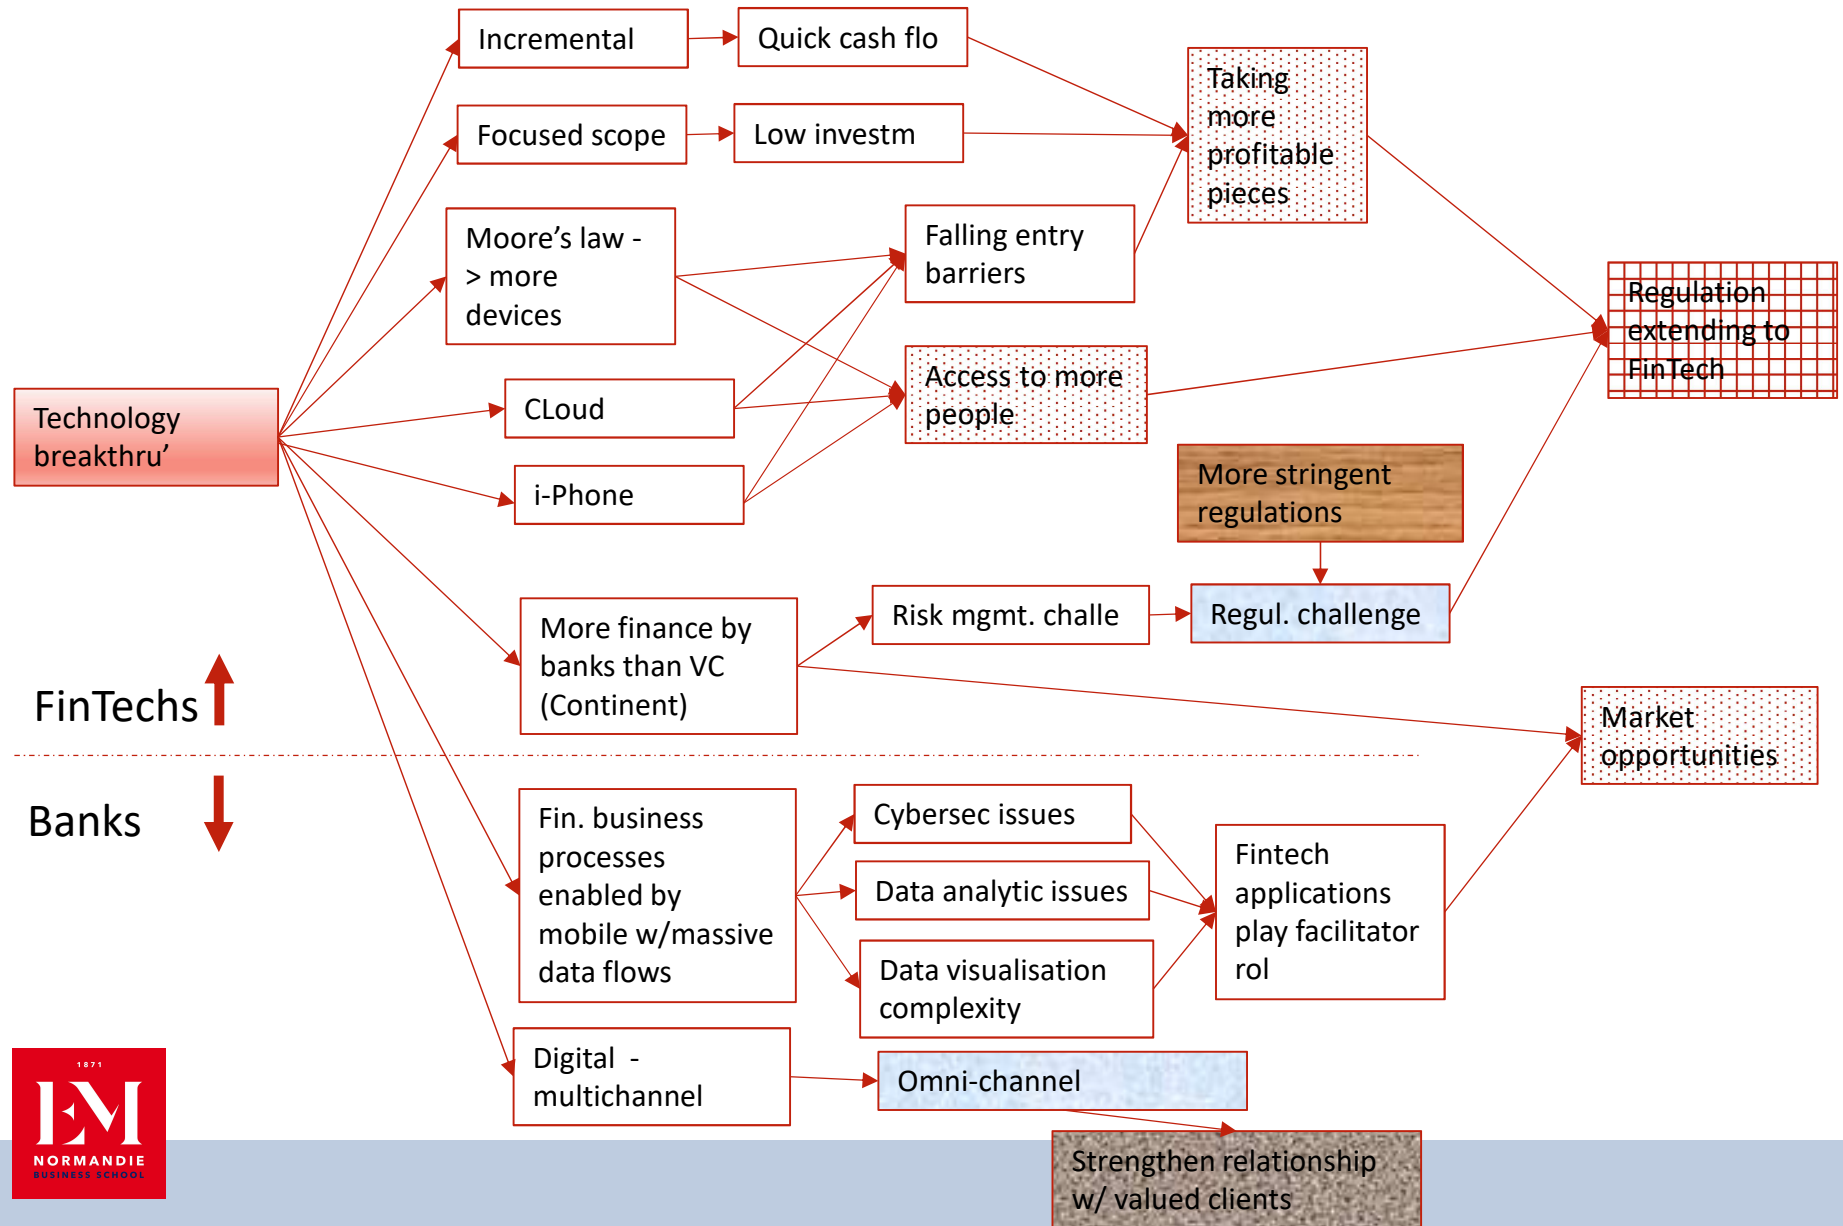 Incremental
Quick cash flo
Taking
more
profitable
pieces
Focused scope
Low investm
Moore’s law -
> more
devices
Falling entry
barriers
Regulation
extending to
FinTech
Technology
breakthru’
CLoud
Access to more
people
i-Phone
More stringent
regulations
More finance by
banks than VC
(Continent)
Risk mgmt. challe
Regul. challenge
FinTechs
Market
opportunities
Banks
Fin. business
processes
enabled by
mobile w/massive
data flows
Cybersec issues
Data analytic issues
Data visualisation
complexity
Fintech
applications
play facilitator
rol
Digital -
multichannel
Omni-channel
Strengthen relationship
w/ valued clients
1871
EM
NORMANDIE
BUSINESS SCHOOL